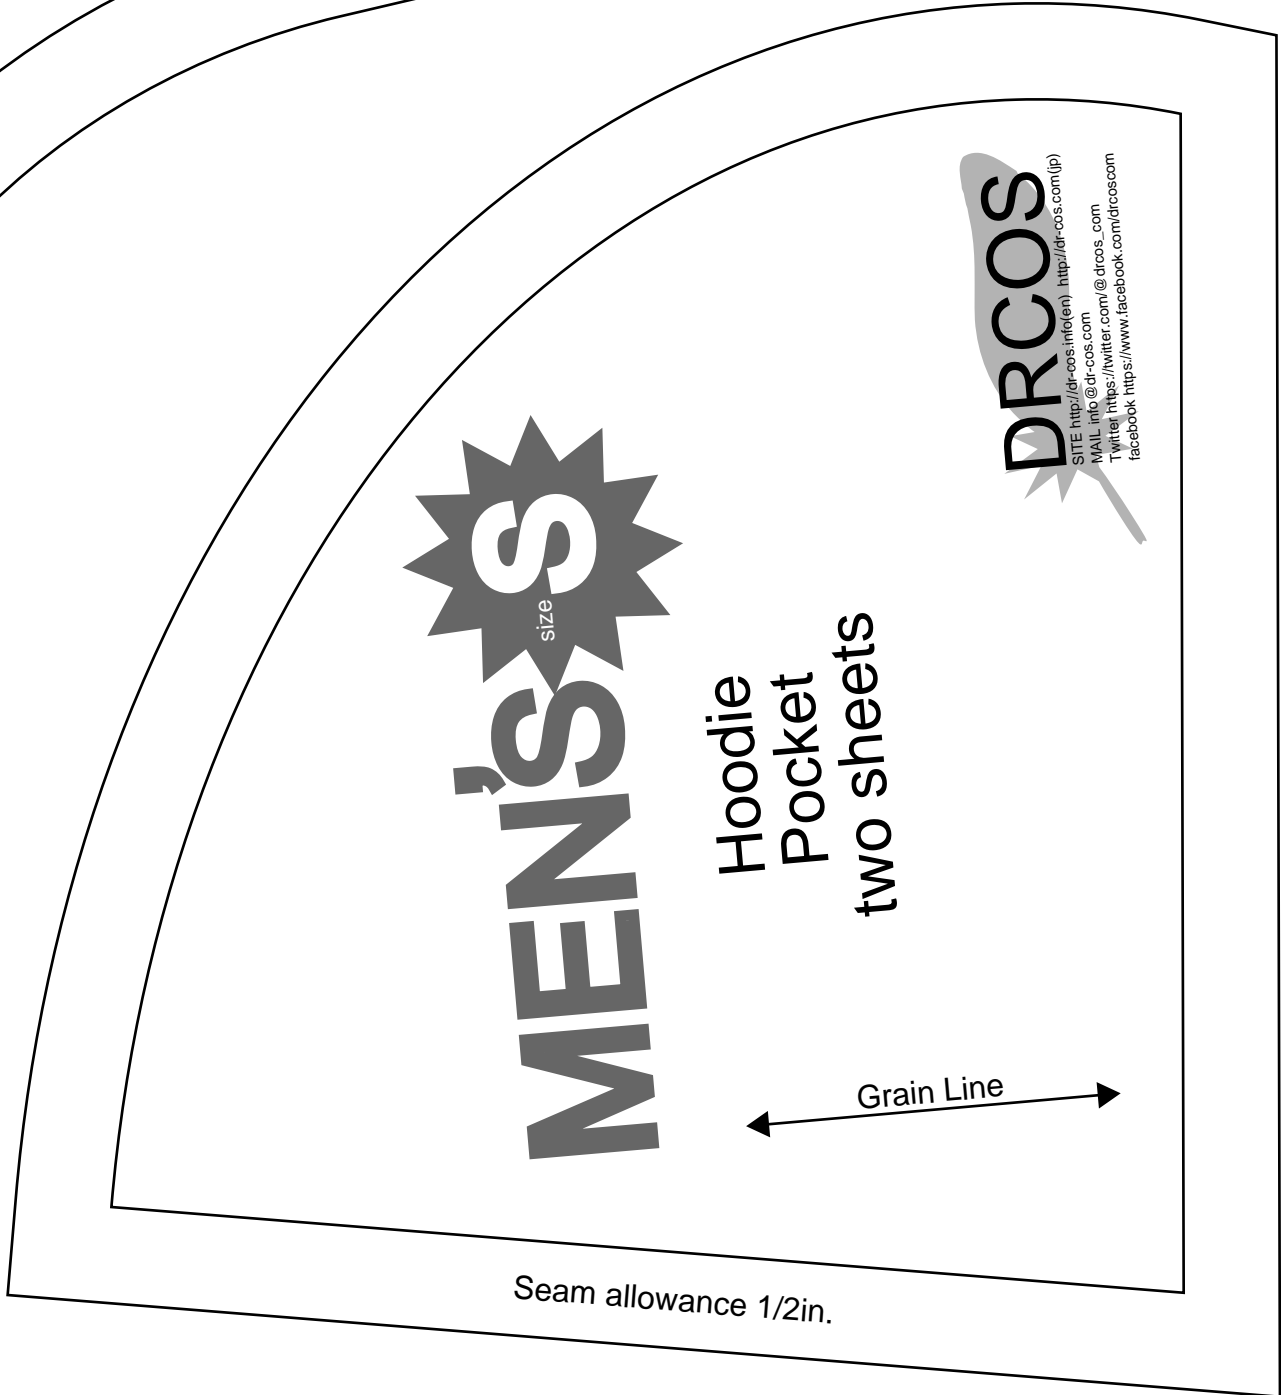 DRCOS
SITE http://dr-cos.info(en)  http://dr-cos.com(jp)
MAIL info@dr-cos.com
Twitter https://twitter.com/@drcos_com
facebook https://www.facebook.com/drcoscom
MEN'S
size S
Hoodie
Pocket
two sheets
Grain Line
Seam allowance 1/2in.